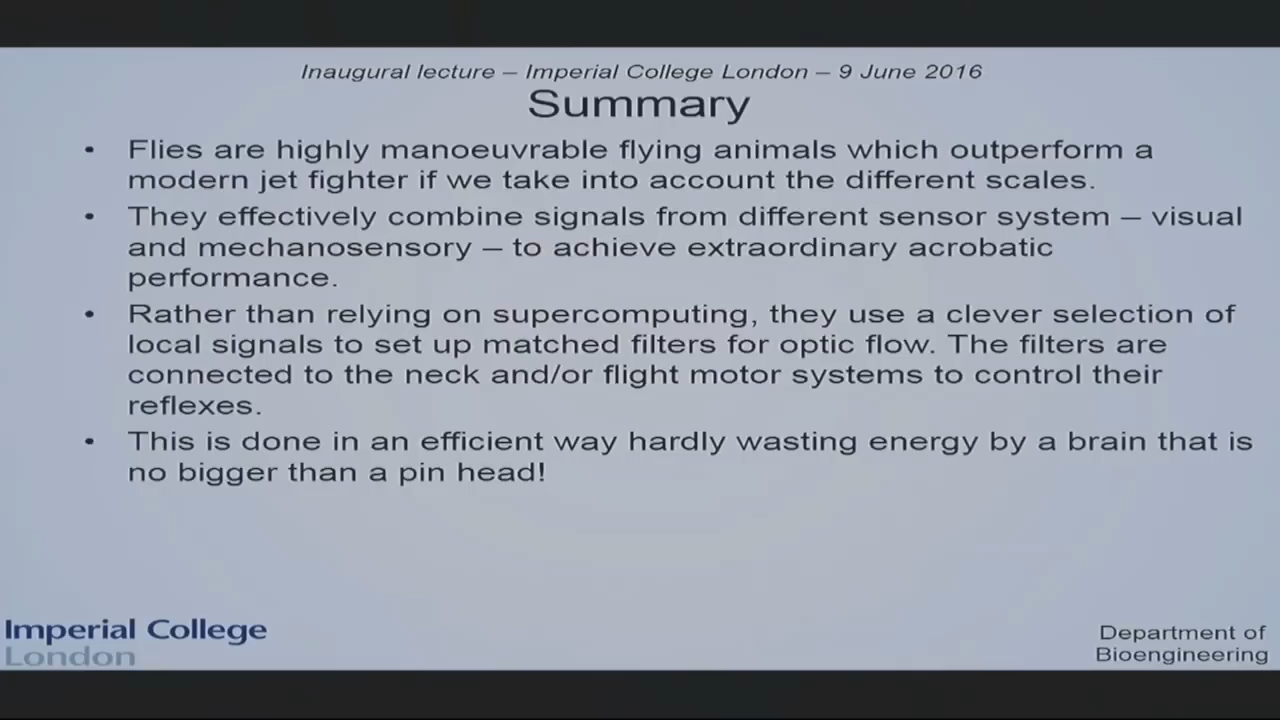 Inaugural lecture – Imperial College London – 9 June 2016
Summary
• Flies are highly manoeuvrable flying animals which outperform a
modern jet fighter if we take into account the different scales.
• They effectively combine signals from different sensor system – visual
and mechanosensory – to achieve extraordinary acrobatic
performance.
• Rather than relying on supercomputing, they use a clever selection of
local signals to set up matched filters for optic flow. The filters are
connected to the neck and/or flight motor systems to control their
reflexes.
• This is done in an efficient way hardly wasting energy by a brain that is
no bigger than a pin head!
Imperial College
London
Department of
Bioengineering